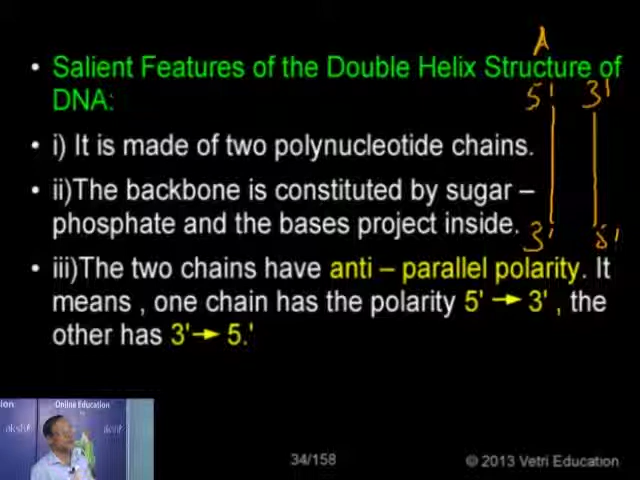 A
• Salient Features of the Double Helix Structure of
DNA:
5' 3'
• i) It is made of two polynucleotide chains.
• ii)The backbone is constituted by sugar –
phosphate and the bases project inside.
3' 5'
• iii)The two chains have anti – parallel polarity. It
means , one chain has the polarity 5' → 3' , the
other has 3' → 5.'
Online Education
34/158
© 2013 Vetri Education